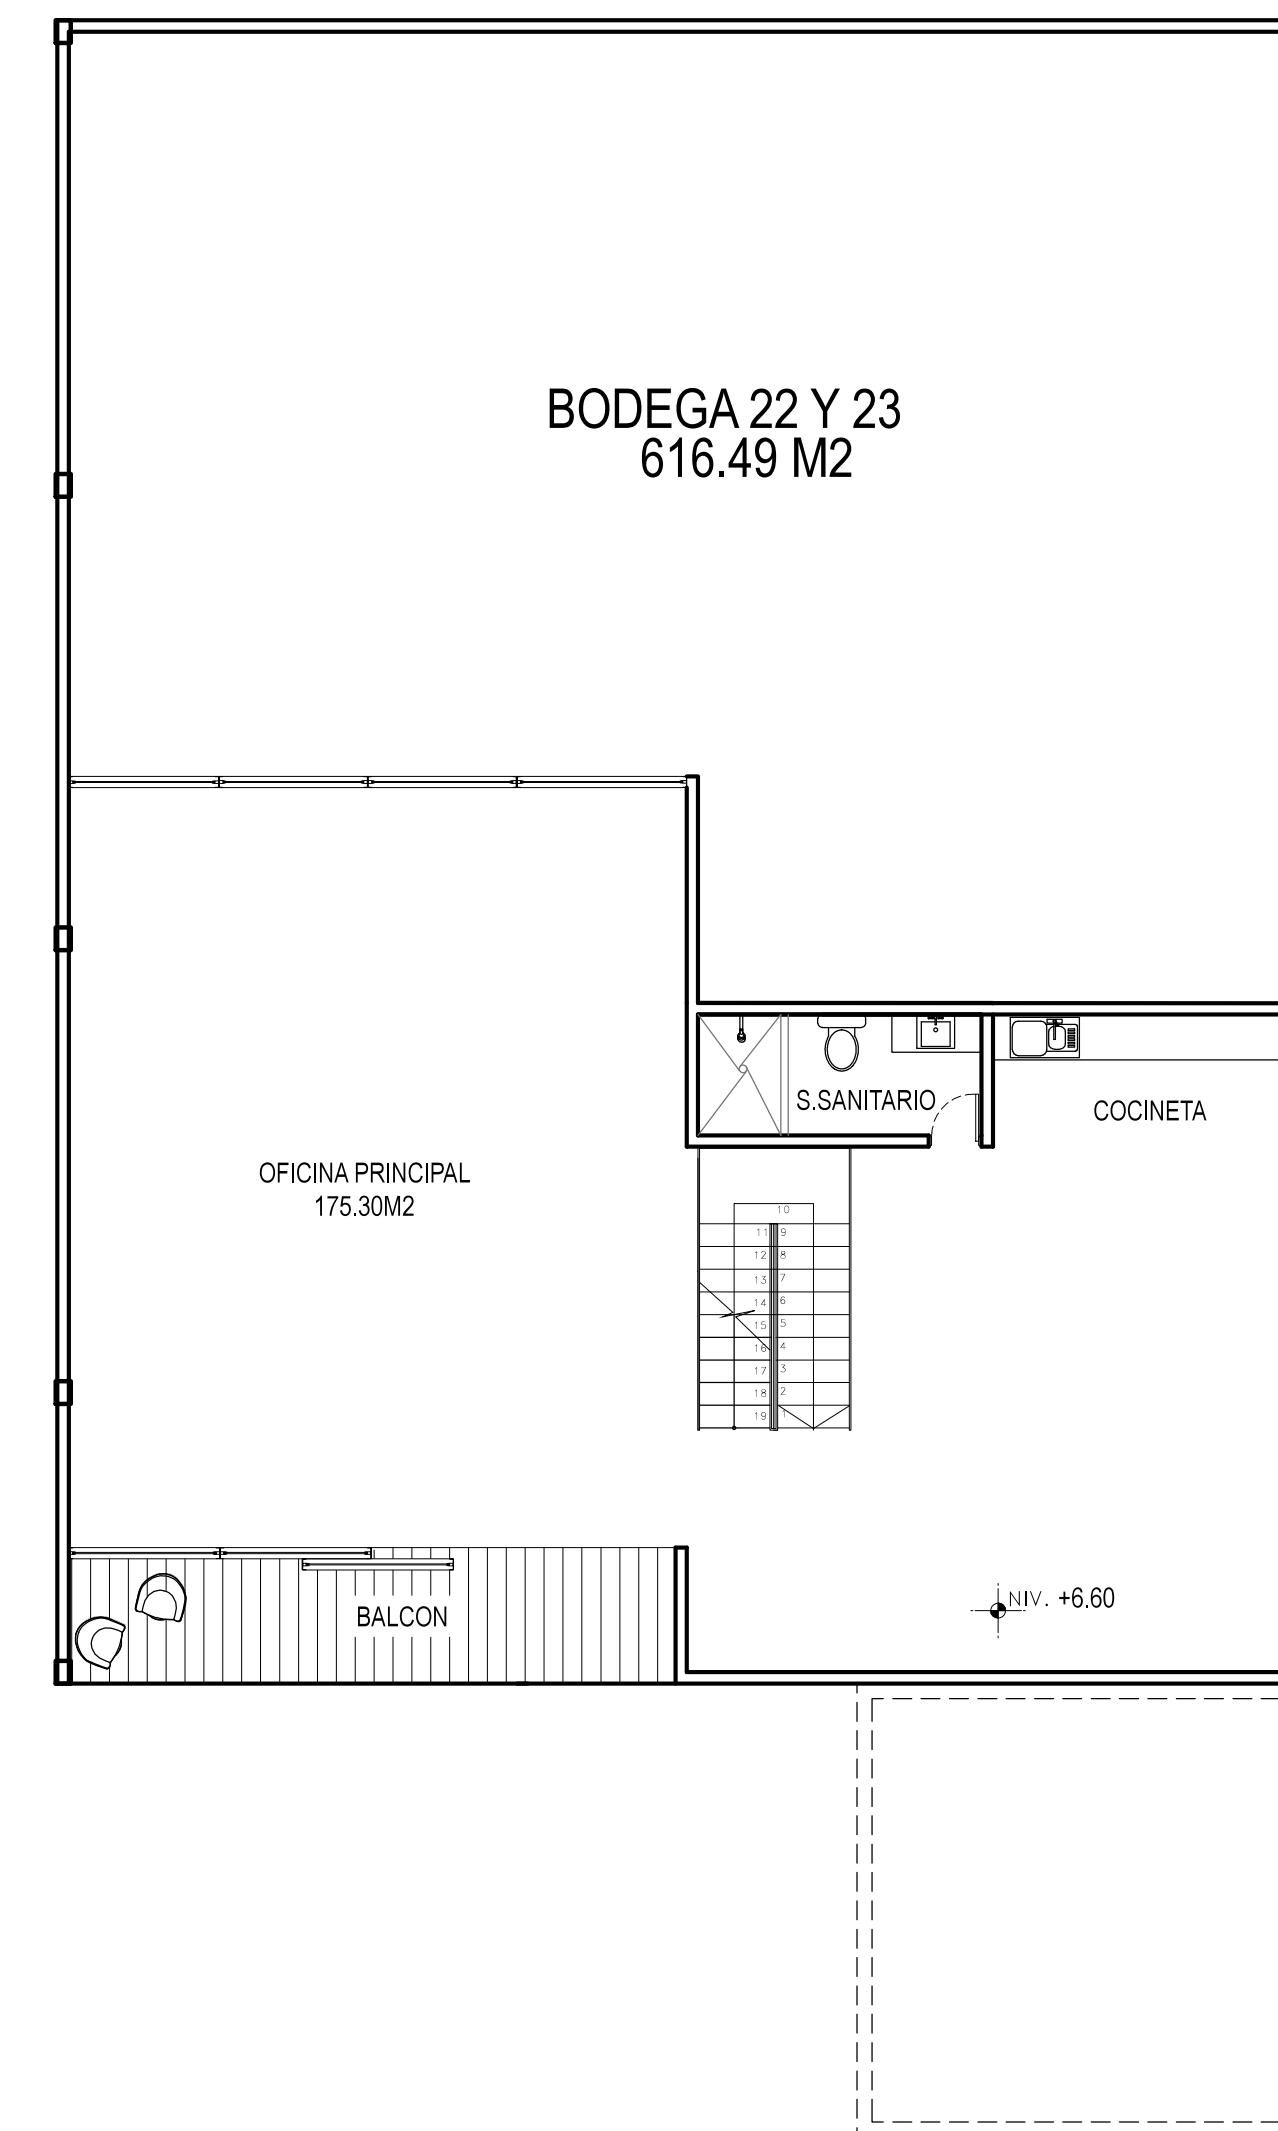 BODEGA 22 Y 23
616.49 M2
S.SANITARIO
COCINETA
OFICINA PRINCIPAL
175.30M2
10
11 9
12 8
13 7
14 6
15 5
16 4
17 3
18 2
19 1
BALCON
NIV. +6.60